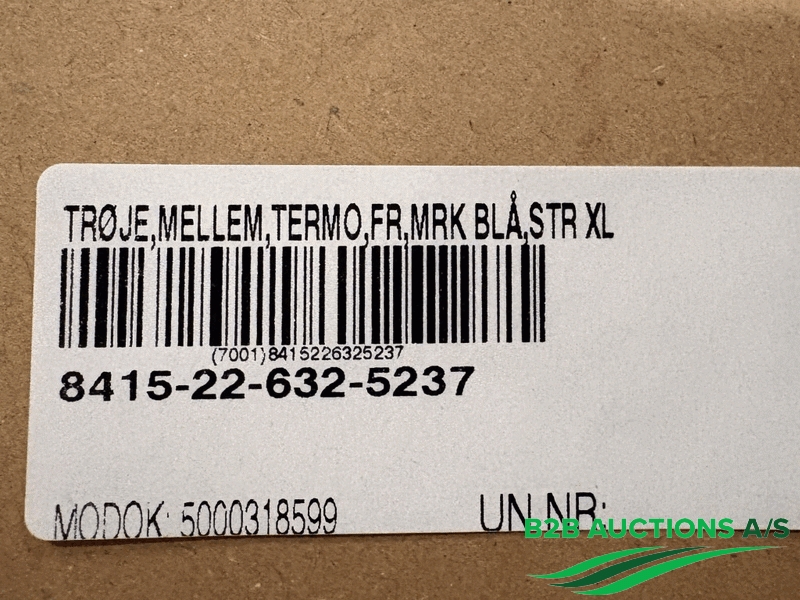 TRØJE,MELLEM,TERMO,FR,MRK BLÅ,STR XL
(7001)8415226325237
8415-22-632-5237
MODOK: 5000318599 UN.NR:
B2B AUCTIONS A/S